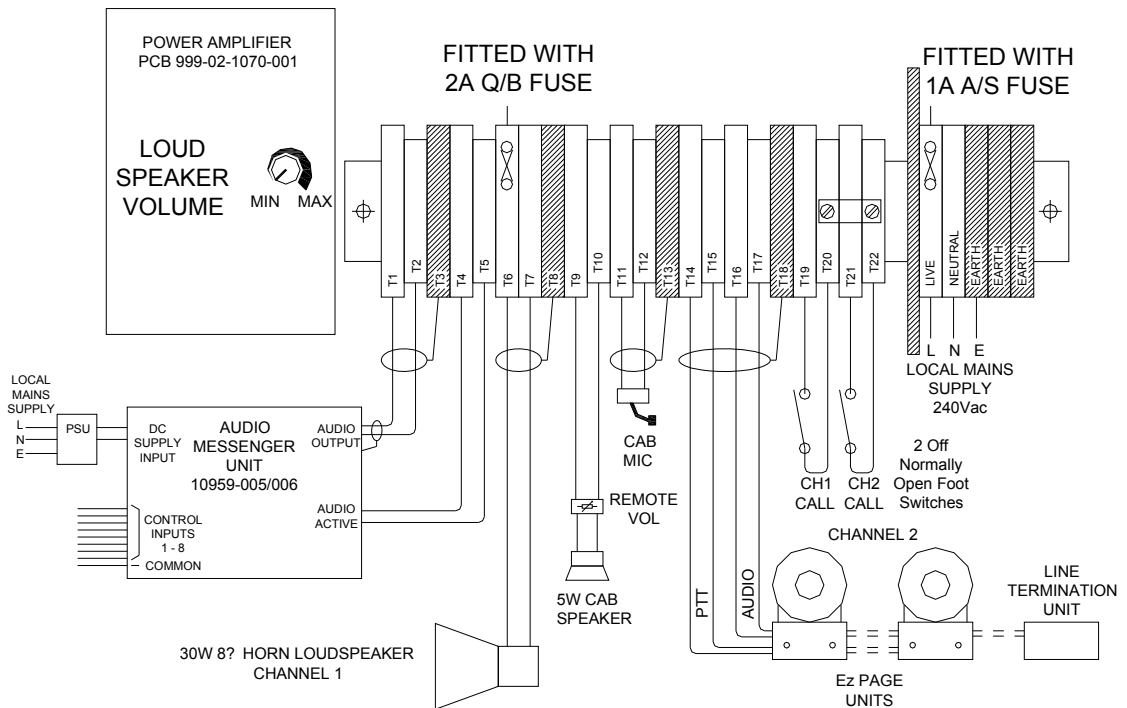 POWER AMPLIFIER
PCB 999-02-1070-001
LOUD
SPEAKER
VOLUME
MIN
MAX
FITTED WITH
2A Q/B FUSE
FITTED WITH
1A A/S FUSE
T1
T2
T3
T4
T5
T6
T7
T8
T9
T10
T11
T12
T13
T14
T15
T16
T17
T18
T19
T20
T21
T22
LIVE
NEUTRAL
EARTH
EARTH
EARTH
L N E
LOCAL MAINS
SUPPLY
240Vac
LOCAL
MAINS
SUPPLY
L
N
E
PSU
DC
SUPPLY
INPUT
AUDIO
MESSENGER
UNIT
10959-005/006
AUDIO
OUTPUT
AUDIO
ACTIVE
CONTROL
INPUTS
1 - 8
COMMON
CAB
MIC
REMOTE
VOL
5W CAB
SPEAKER
30W 8? HORN LOUDSPEAKER
CHANNEL 1
PTT
AUDIO
CH1
CALL
CH2
CALL
2 Off
Normally
Open Foot
Switches
CHANNEL 2
Ez PAGE
UNITS
LINE
TERMINATION
UNIT